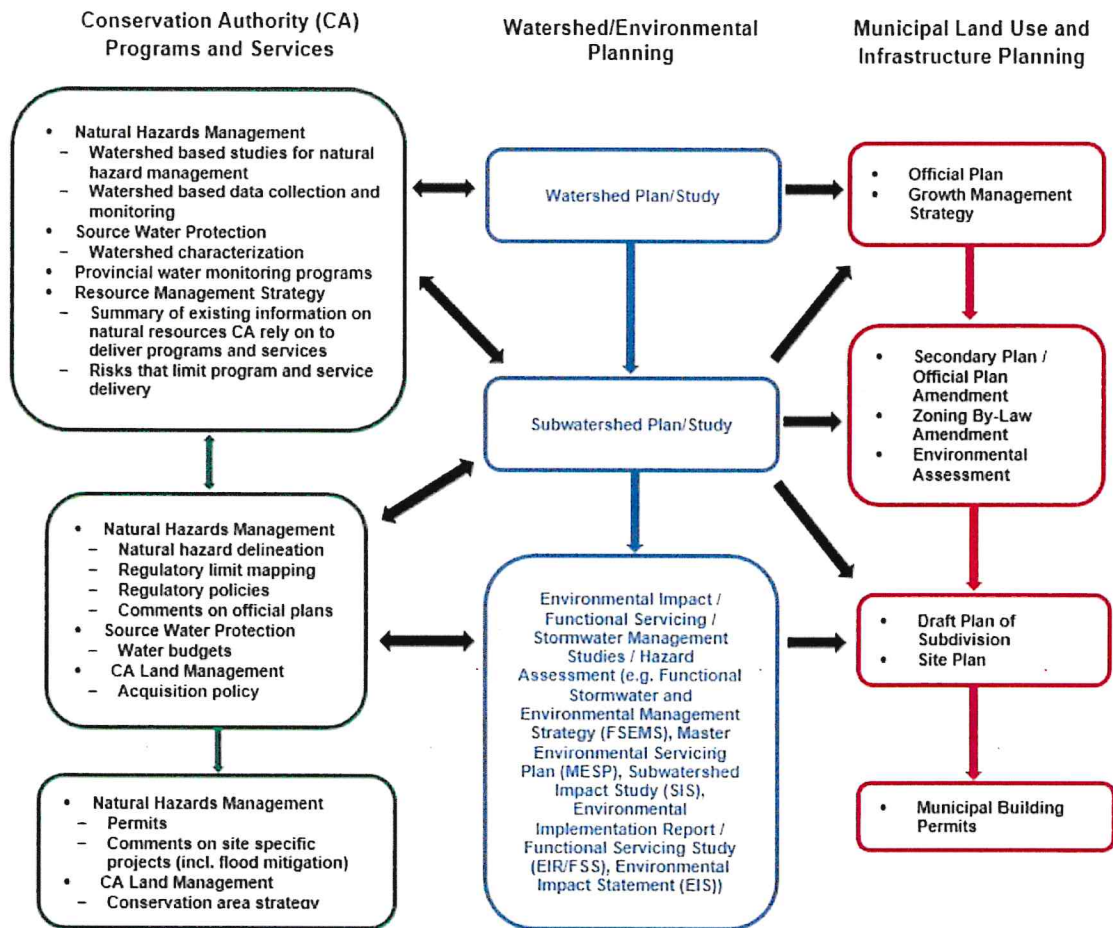 Conservation Authority (CA)
Programs and Services
Watershed/Environmental
Planning
Municipal Land Use and
Infrastructure Planning
• Natural Hazards Management
– Watershed based studies for natural
hazard management
– Watershed based data collection and
monitoring
• Source Water Protection
– Watershed characterization
• Provincial water monitoring programs
• Resource Management Strategy
– Summary of existing information on
natural resources CA rely on to
deliver programs and services
– Risks that limit program and service
delivery
Watershed Plan/Study
• Official Plan
• Growth Management
Strategy
Subwatershed Plan/Study
• Secondary Plan /
Official Plan
Amendment
• Zoning By-Law
Amendment
• Environmental
Assessment
• Natural Hazards Management
– Natural hazard delineation
– Regulatory limit mapping
– Regulatory policies
– Comments on official plans
• Source Water Protection
– Water budgets
• CA Land Management
– Acquisition policy
Environmental Impact /
Functional Servicing /
Stormwater Management
Studies / Hazard
Assessment (e.g. Functional
Stormwater and
Environmental Management
Strategy (FSEMS), Master
Environmental Servicing
Plan (MESP), Subwatershed
Impact Study (SIS),
Environmental
Implementation Report /
Functional Servicing Study
(EIR/FSS), Environmental
Impact Statement (EIS))
• Draft Plan of
Subdivision
• Site Plan
• Natural Hazards Management
– Permits
– Comments on site specific
projects (incl. flood mitigation)
• CA Land Management
– Conservation area strategy
• Municipal Building
Permits